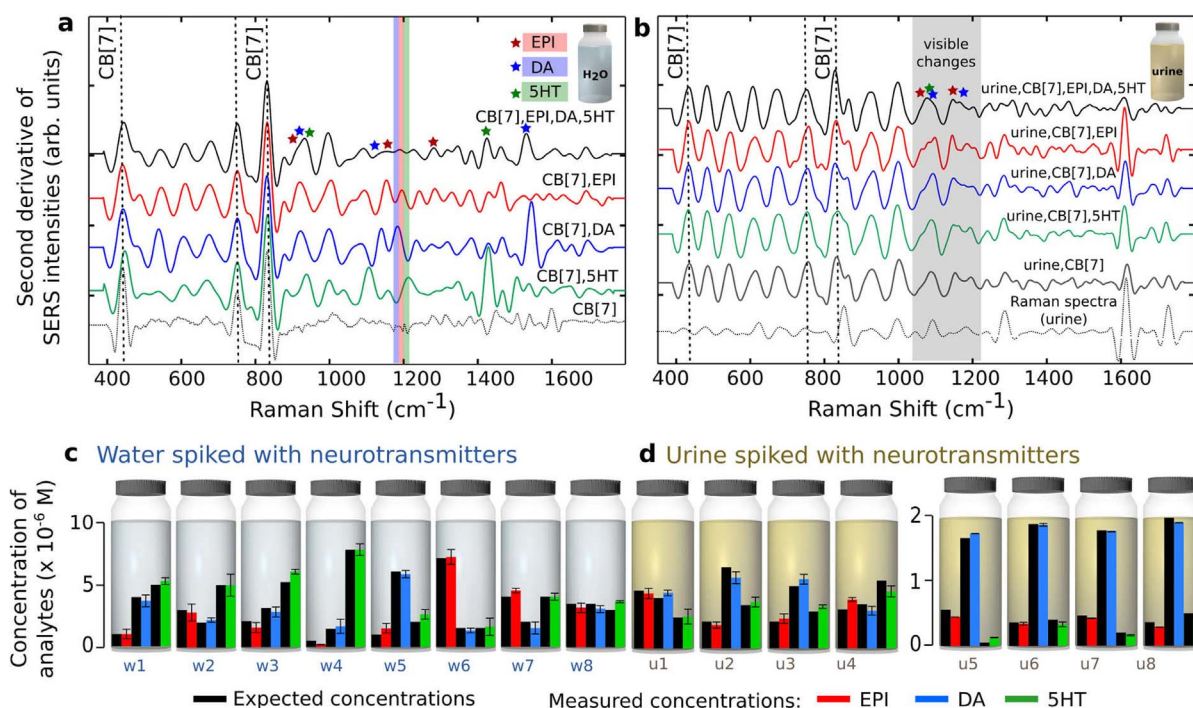 a
b
Second derivative of
SERS intensities (arb. units)
CB[7]
CB[7]
EPI
DA
5HT
H₂O
CB[7],EPI,DA,5HT
CB[7],EPI
CB[7],DA
CB[7],5HT
CB[7]
400 600 800 1000 1200 1400 1600
Raman Shift (cm⁻¹)
CB[7]
CB[7]
visible
changes
urine
urine,CB[7],EPI,DA,5HT
urine,CB[7],EPI
urine,CB[7],DA
urine,CB[7],5HT
urine,CB[7]
Raman spectra
(urine)
400 600 800 1000 1200 1400 1600
Raman Shift (cm⁻¹)
c Water spiked with neurotransmitters
d Urine spiked with neurotransmitters
Concentration of
analytes (x 10⁻⁶ M)
10
5
0
2
1
0
w1 w2 w3 w4 w5 w6 w7 w8 u1 u2 u3 u4 u5 u6 u7 u8
Expected concentrations Measured concentrations: EPI DA 5HT